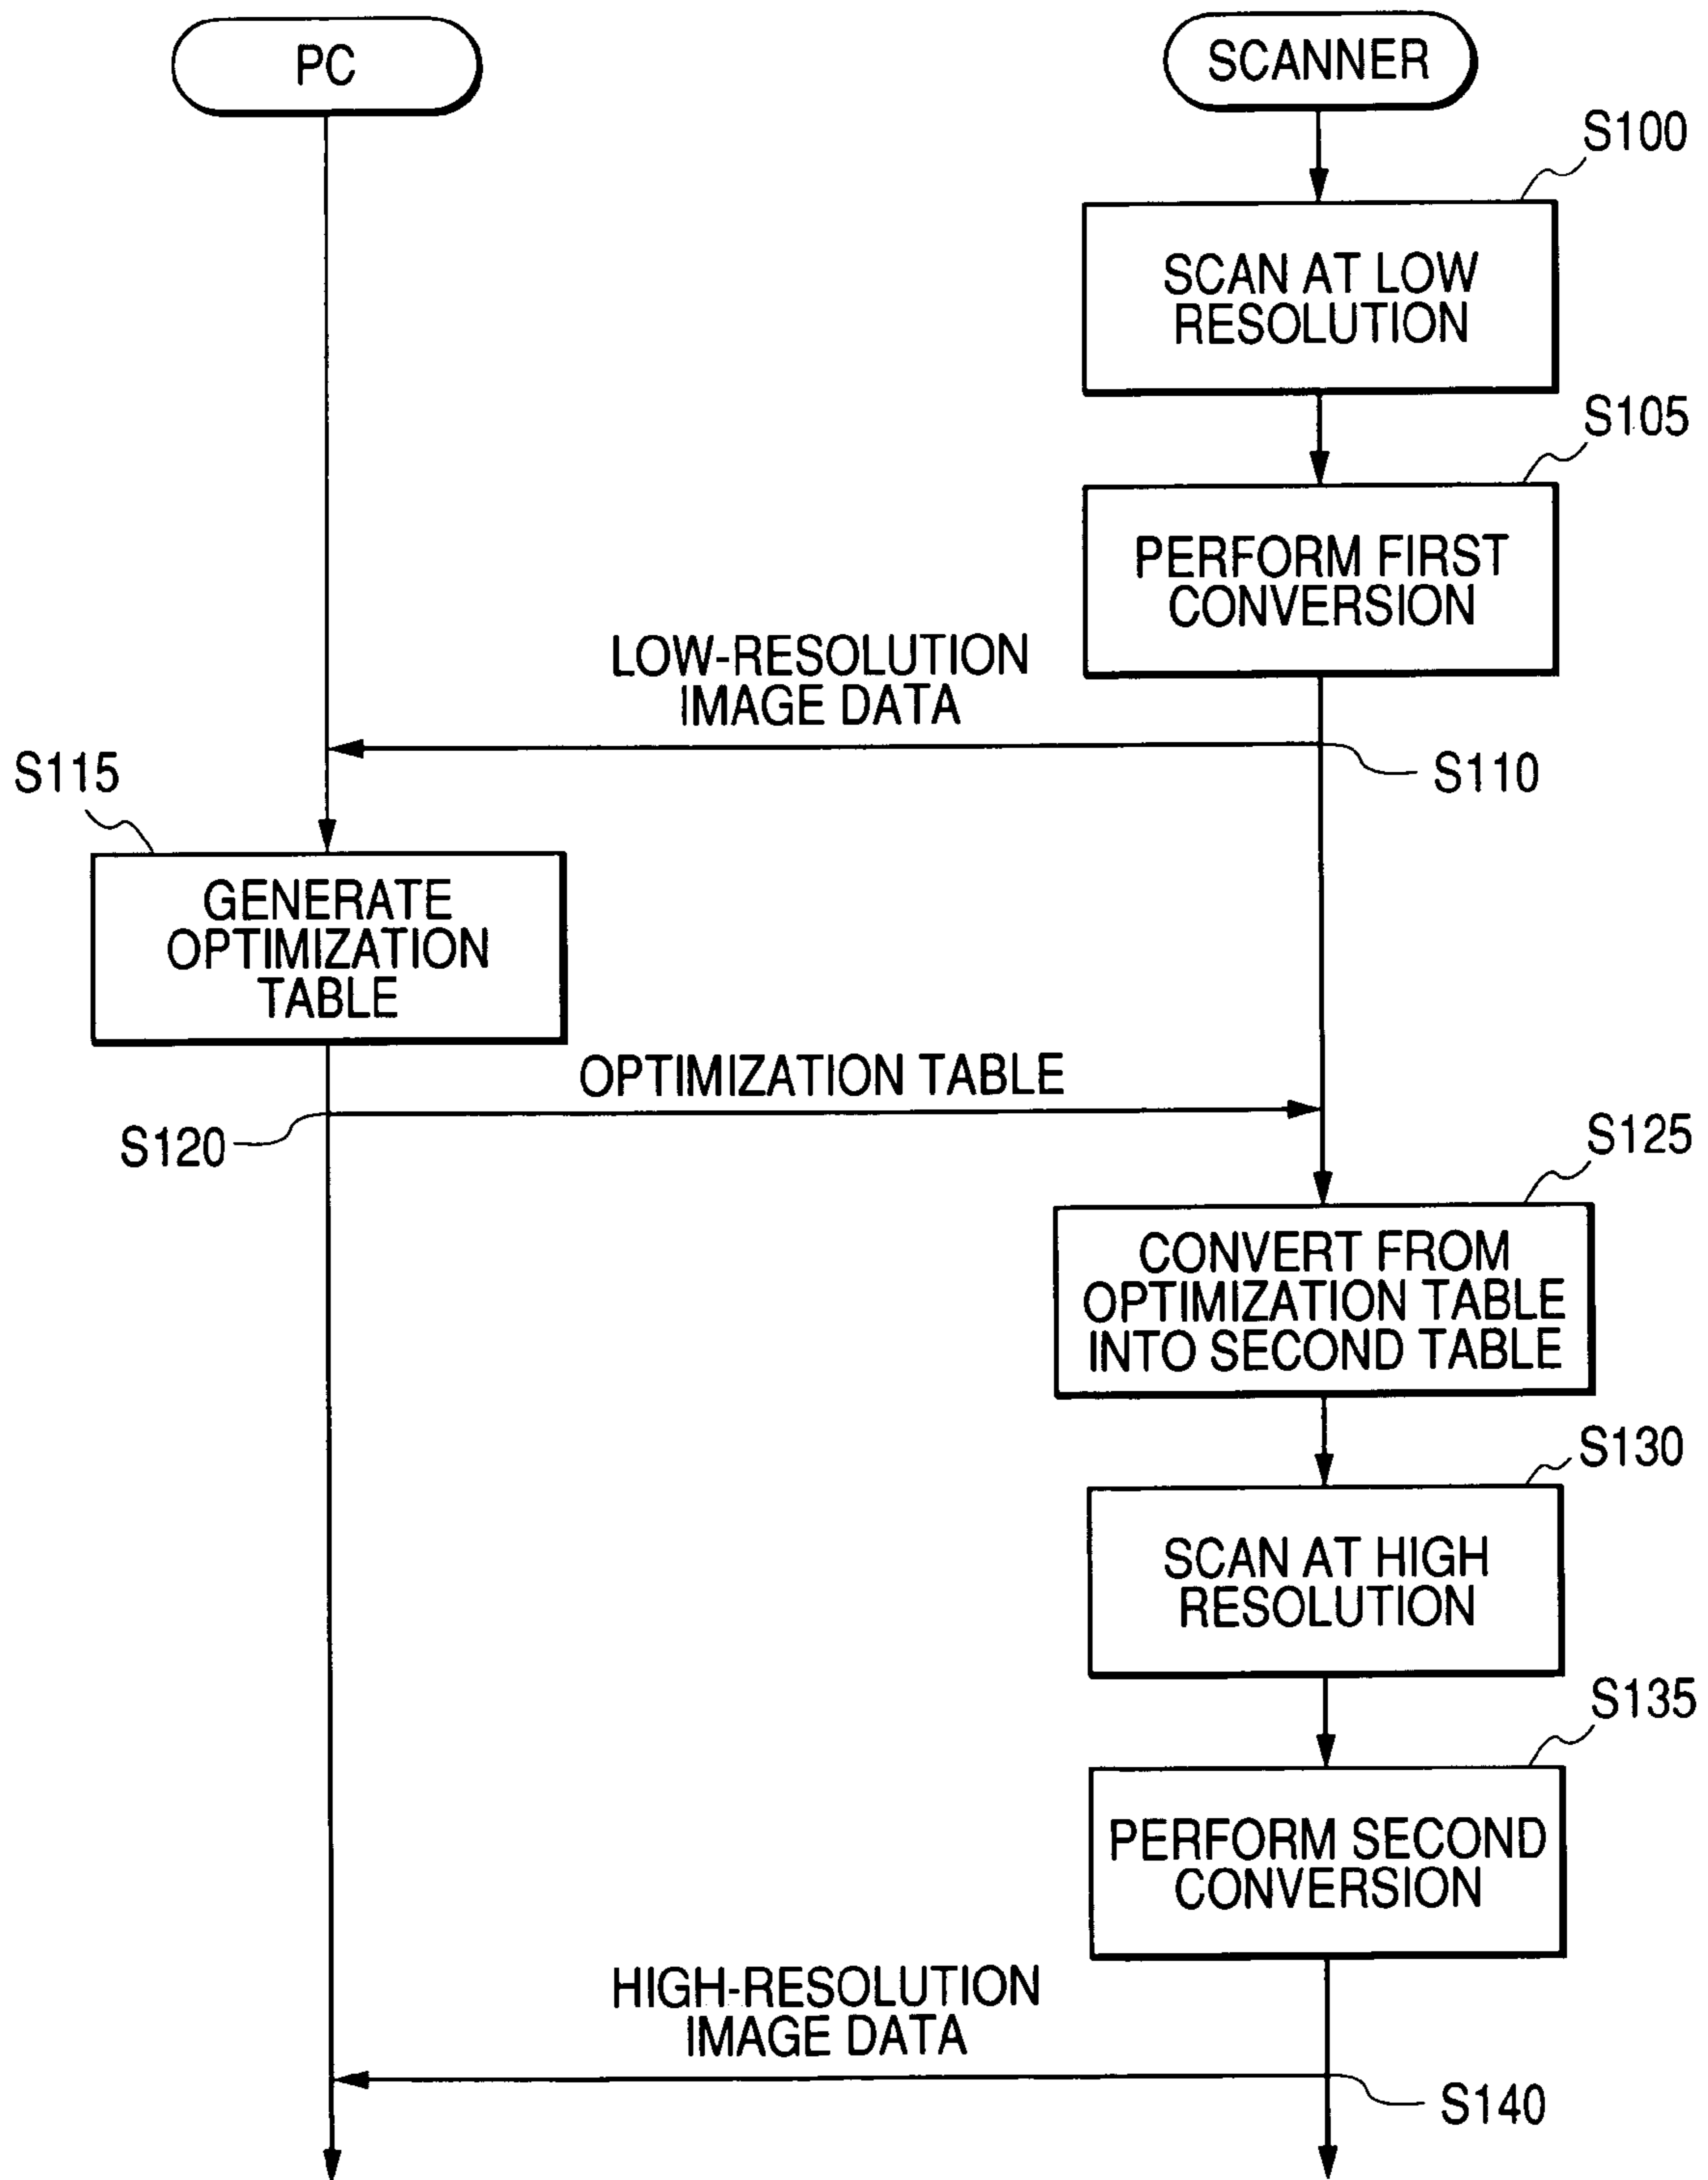 PC
SCANNER
S100
SCAN AT LOW
RESOLUTION
S105
PERFORM FIRST
CONVERSION
LOW-RESOLUTION
IMAGE DATA
S110
S115
GENERATE
OPTIMIZATION
TABLE
OPTIMIZATION TABLE
S120
S125
CONVERT FROM
OPTIMIZATION TABLE
INTO SECOND TABLE
S130
SCAN AT HIGH
RESOLUTION
S135
PERFORM SECOND
CONVERSION
HIGH-RESOLUTION
IMAGE DATA
S140